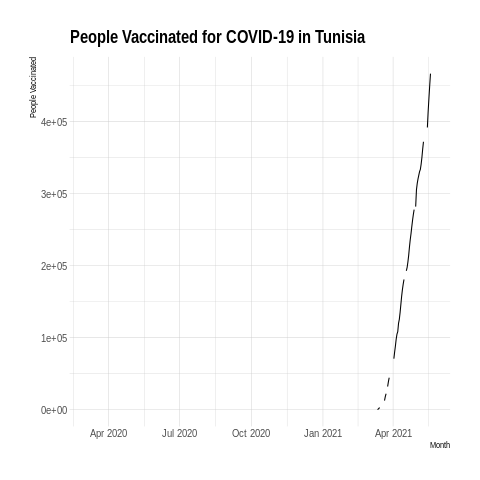 People Vaccinated for COVID-19 in Tunisia
People Vaccinated
4e+05
3e+05
2e+05
1e+05
0e+00
Apr 2020 Jul 2020 Oct 2020 Jan 2021 Apr 2021
Month